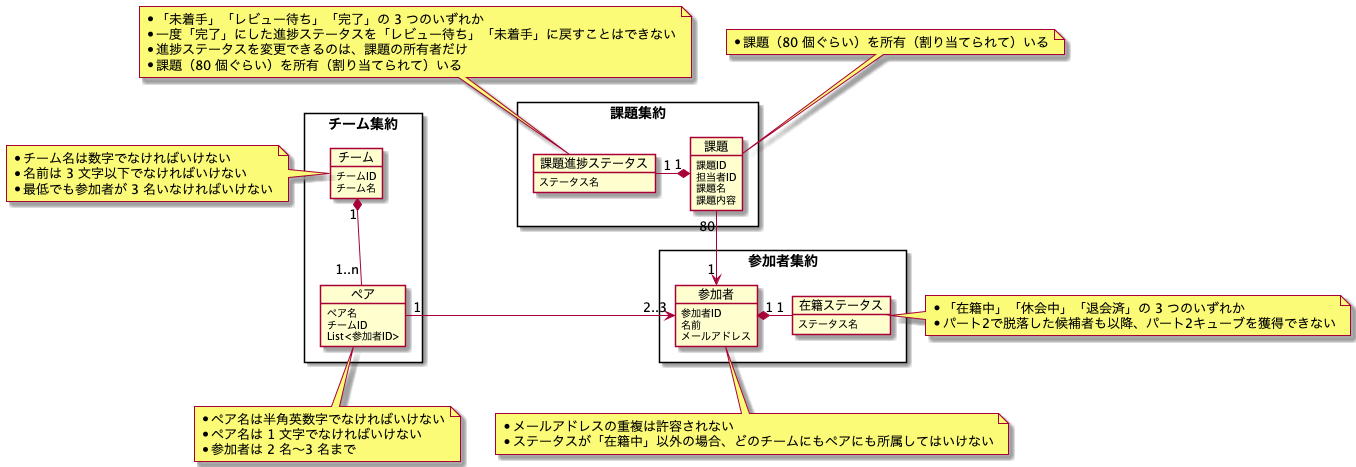 • 「未着手」「レビュー待ち」「完了」の 3 つのいずれか
• 一度「完了」にした進捗ステータスを「レビュー待ち」「未着手」に戻すことはできない
• 進捗ステータスを変更できるのは、課題の所有者だけ
• 課題（80 個ぐらい）を所有（割り当てられて）いる
• 課題（80 個ぐらい）を所有（割り当てられて）いる
チーム集約
課題集約
• チーム名は数字でなければいけない
• 名前は 3 文字以下でなければいけない
• 最低でも参加者が 3 名いなければいけない
チーム
チームID
チーム名
課題進捗ステータス
ステータス名
1 1
課題
課題ID
担当者ID
課題名
課題内容
1
1..n
80
1
参加者集約
ペア
ペア名
チームID
List<参加者ID>
1
2..3
参加者
参加者ID
名前
メールアドレス
1 1
在籍ステータス
ステータス名
• 「在籍中」「休会中」「退会済」の 3 つのいずれか
• パート2で脱落した候補者も以降、パート2キューブを獲得できない
• ペア名は半角英数字でなければいけない
• ペア名は 1 文字でなければいけない
• 参加者は 2 名〜3 名まで
• メールアドレスの重複は許容されない
• ステータスが「在籍中」以外の場合、どのチームにもペアにも所属してはいけない